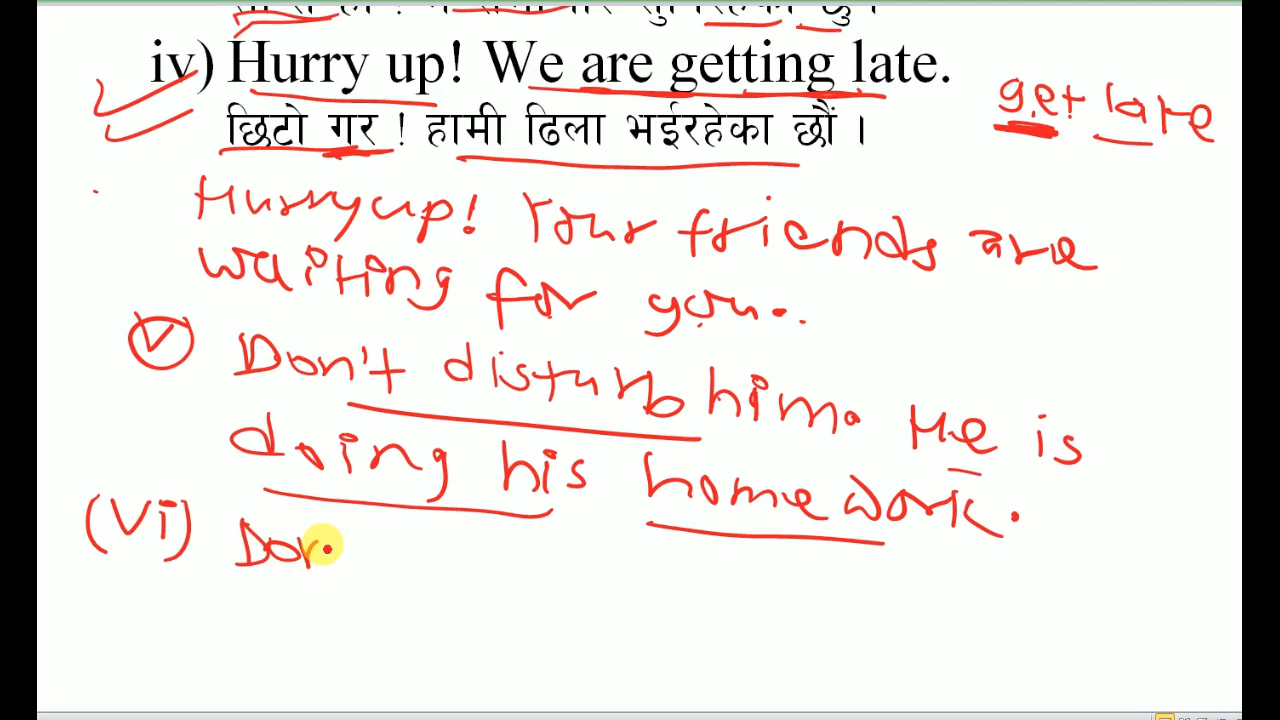 iv) Hurry up! We are getting late.
get late
छिटो गर ! हामी ढिला भईरहेका छौं ।
Hurry up! Your friends are
waiting for you.
(V) Don't disturb him. He is
doing his homework.
(Vi) Don